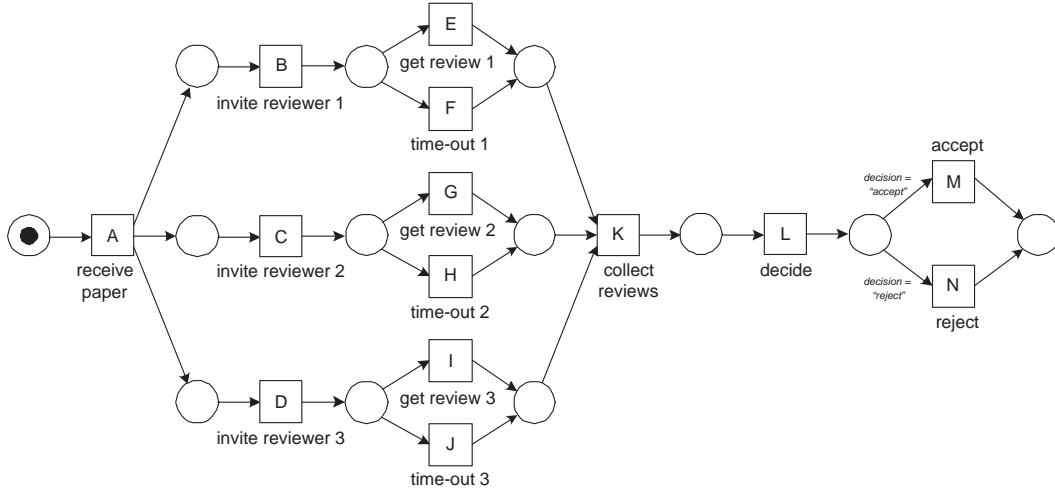 E
get review 1
B
invite reviewer 1
F
time-out 1
accept
decision =
"accept"
M
G
get review 2
A
receive
paper
C
invite reviewer 2
H
time-out 2
K
collect
reviews
L
decide
decision =
"reject"
N
reject
I
get review 3
D
invite reviewer 3
J
time-out 3